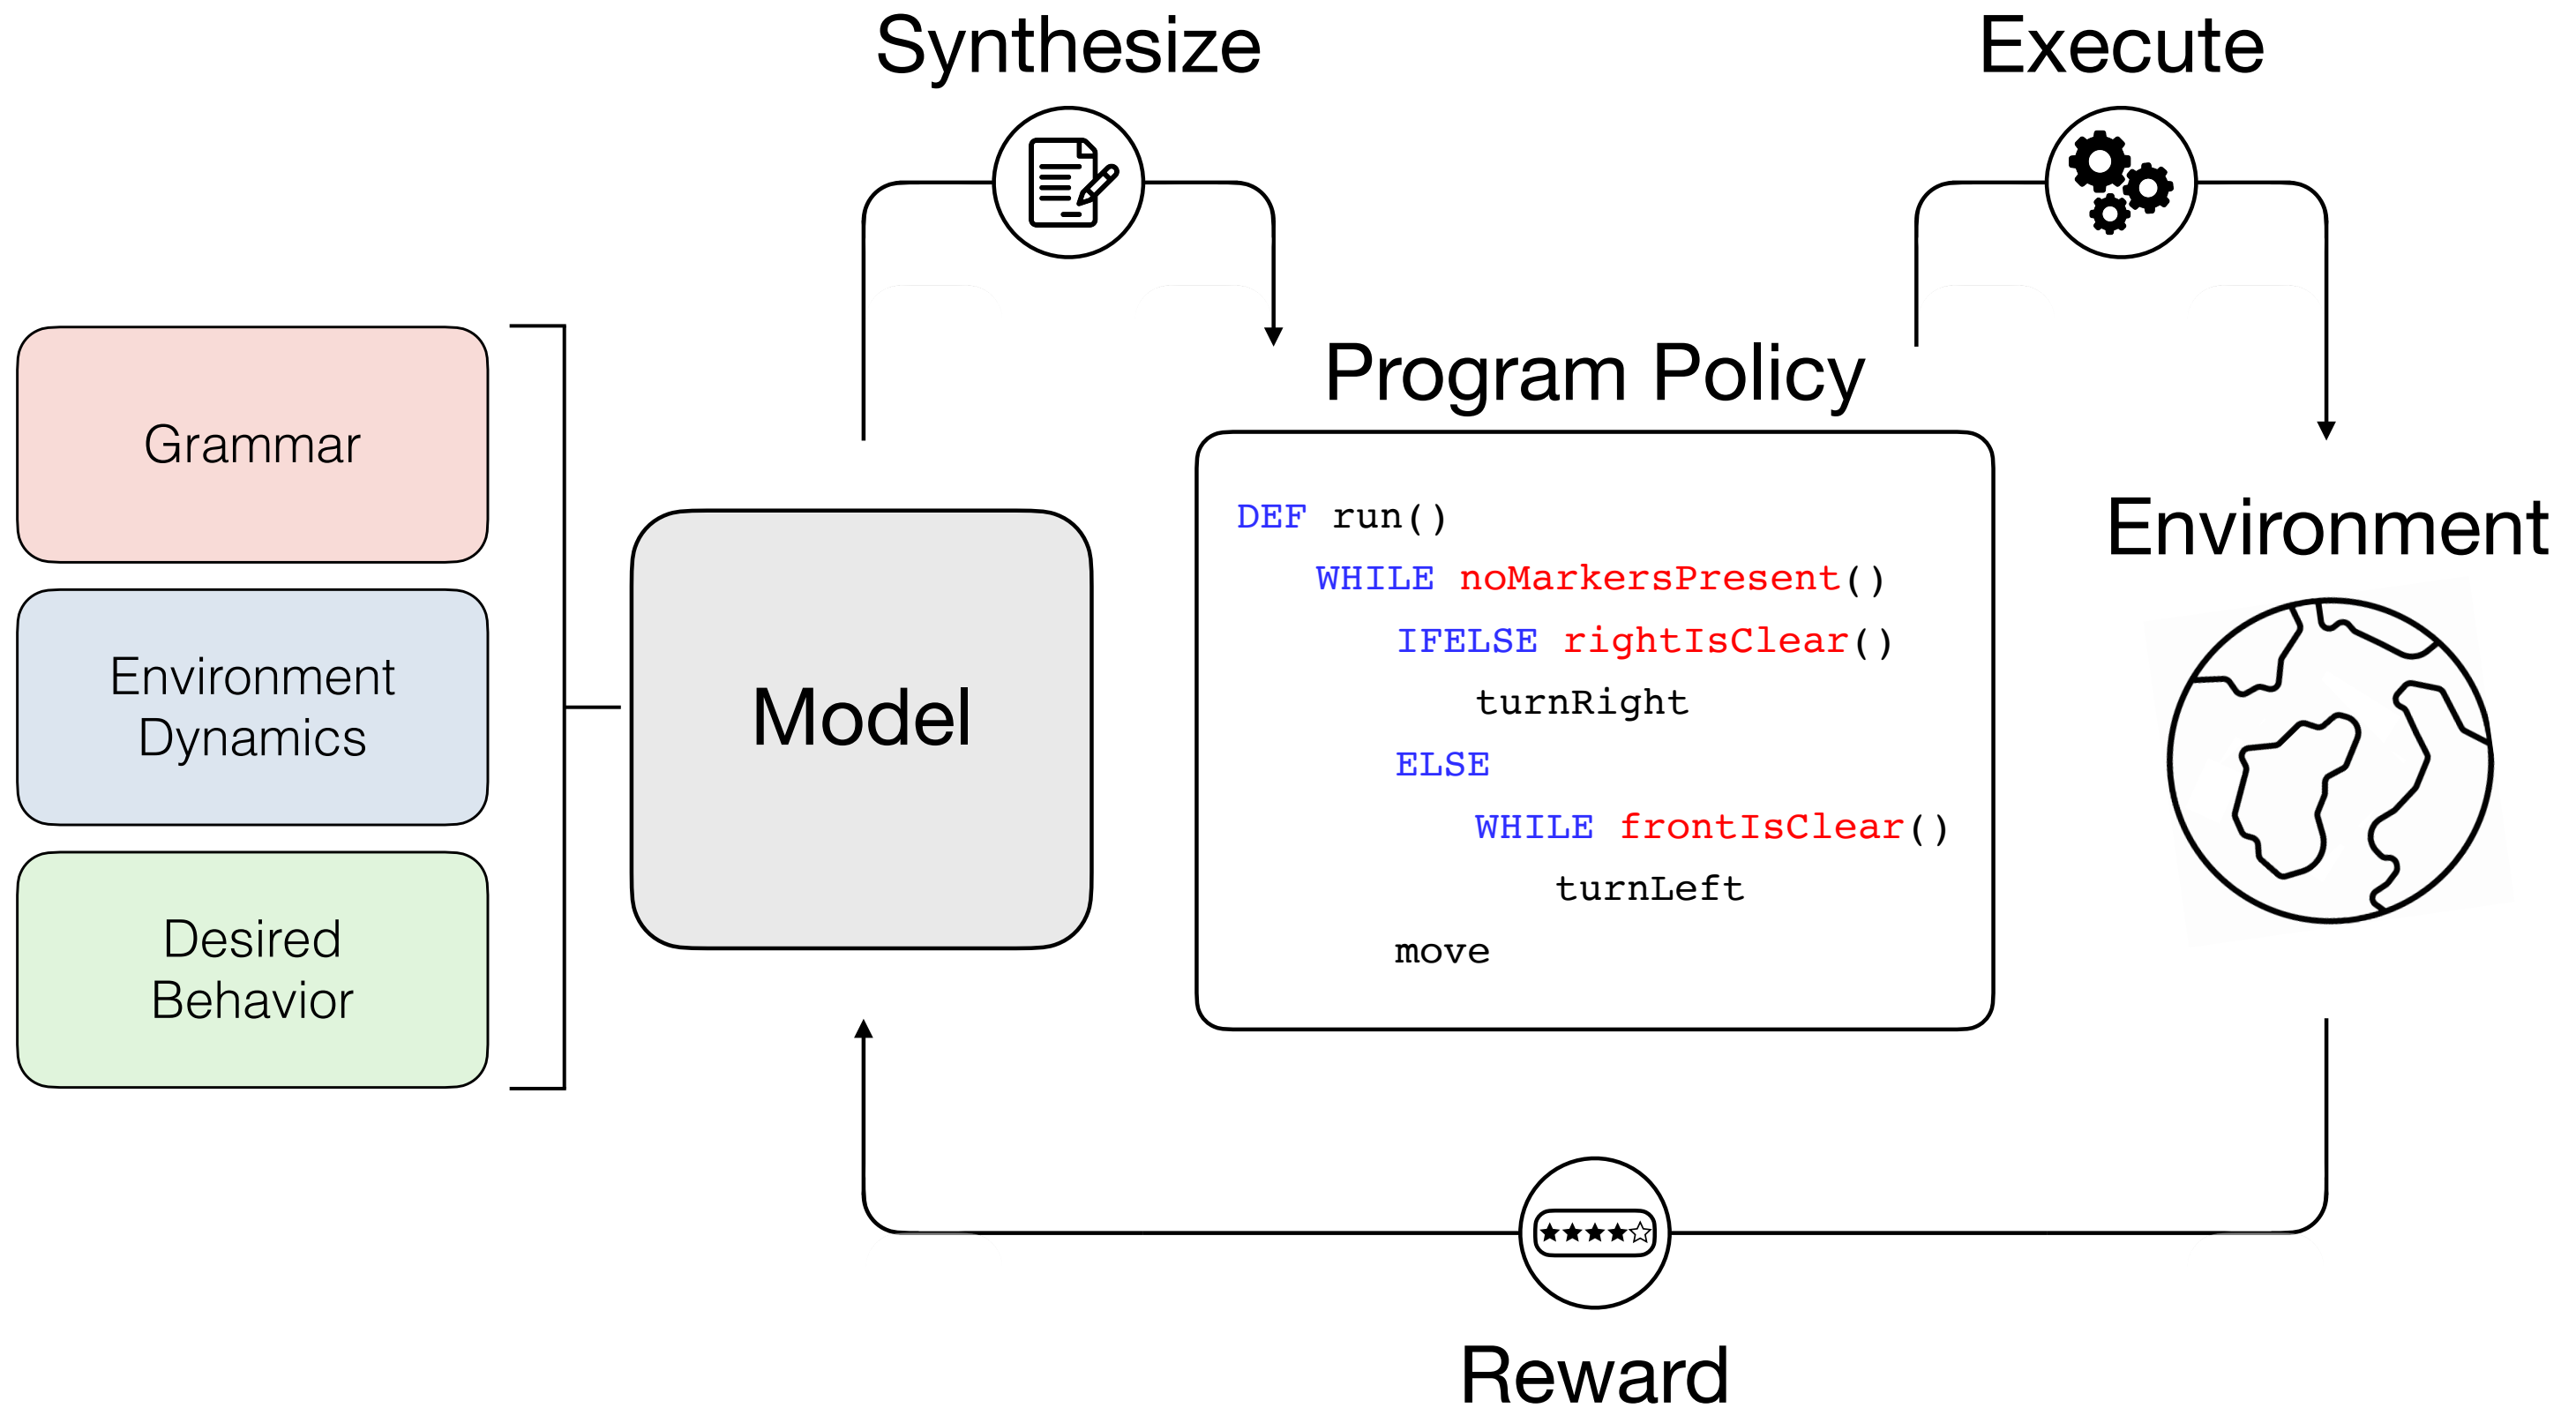 Synthesize
Execute
Grammar
Environment
Dynamics
Desired
Behavior
Model
Program Policy
DEF run()
WHILE noMarkersPresent()
IFELSE rightIsClear()
turnRight
ELSE
WHILE frontIsClear()
turnLeft
move
Environment
Reward